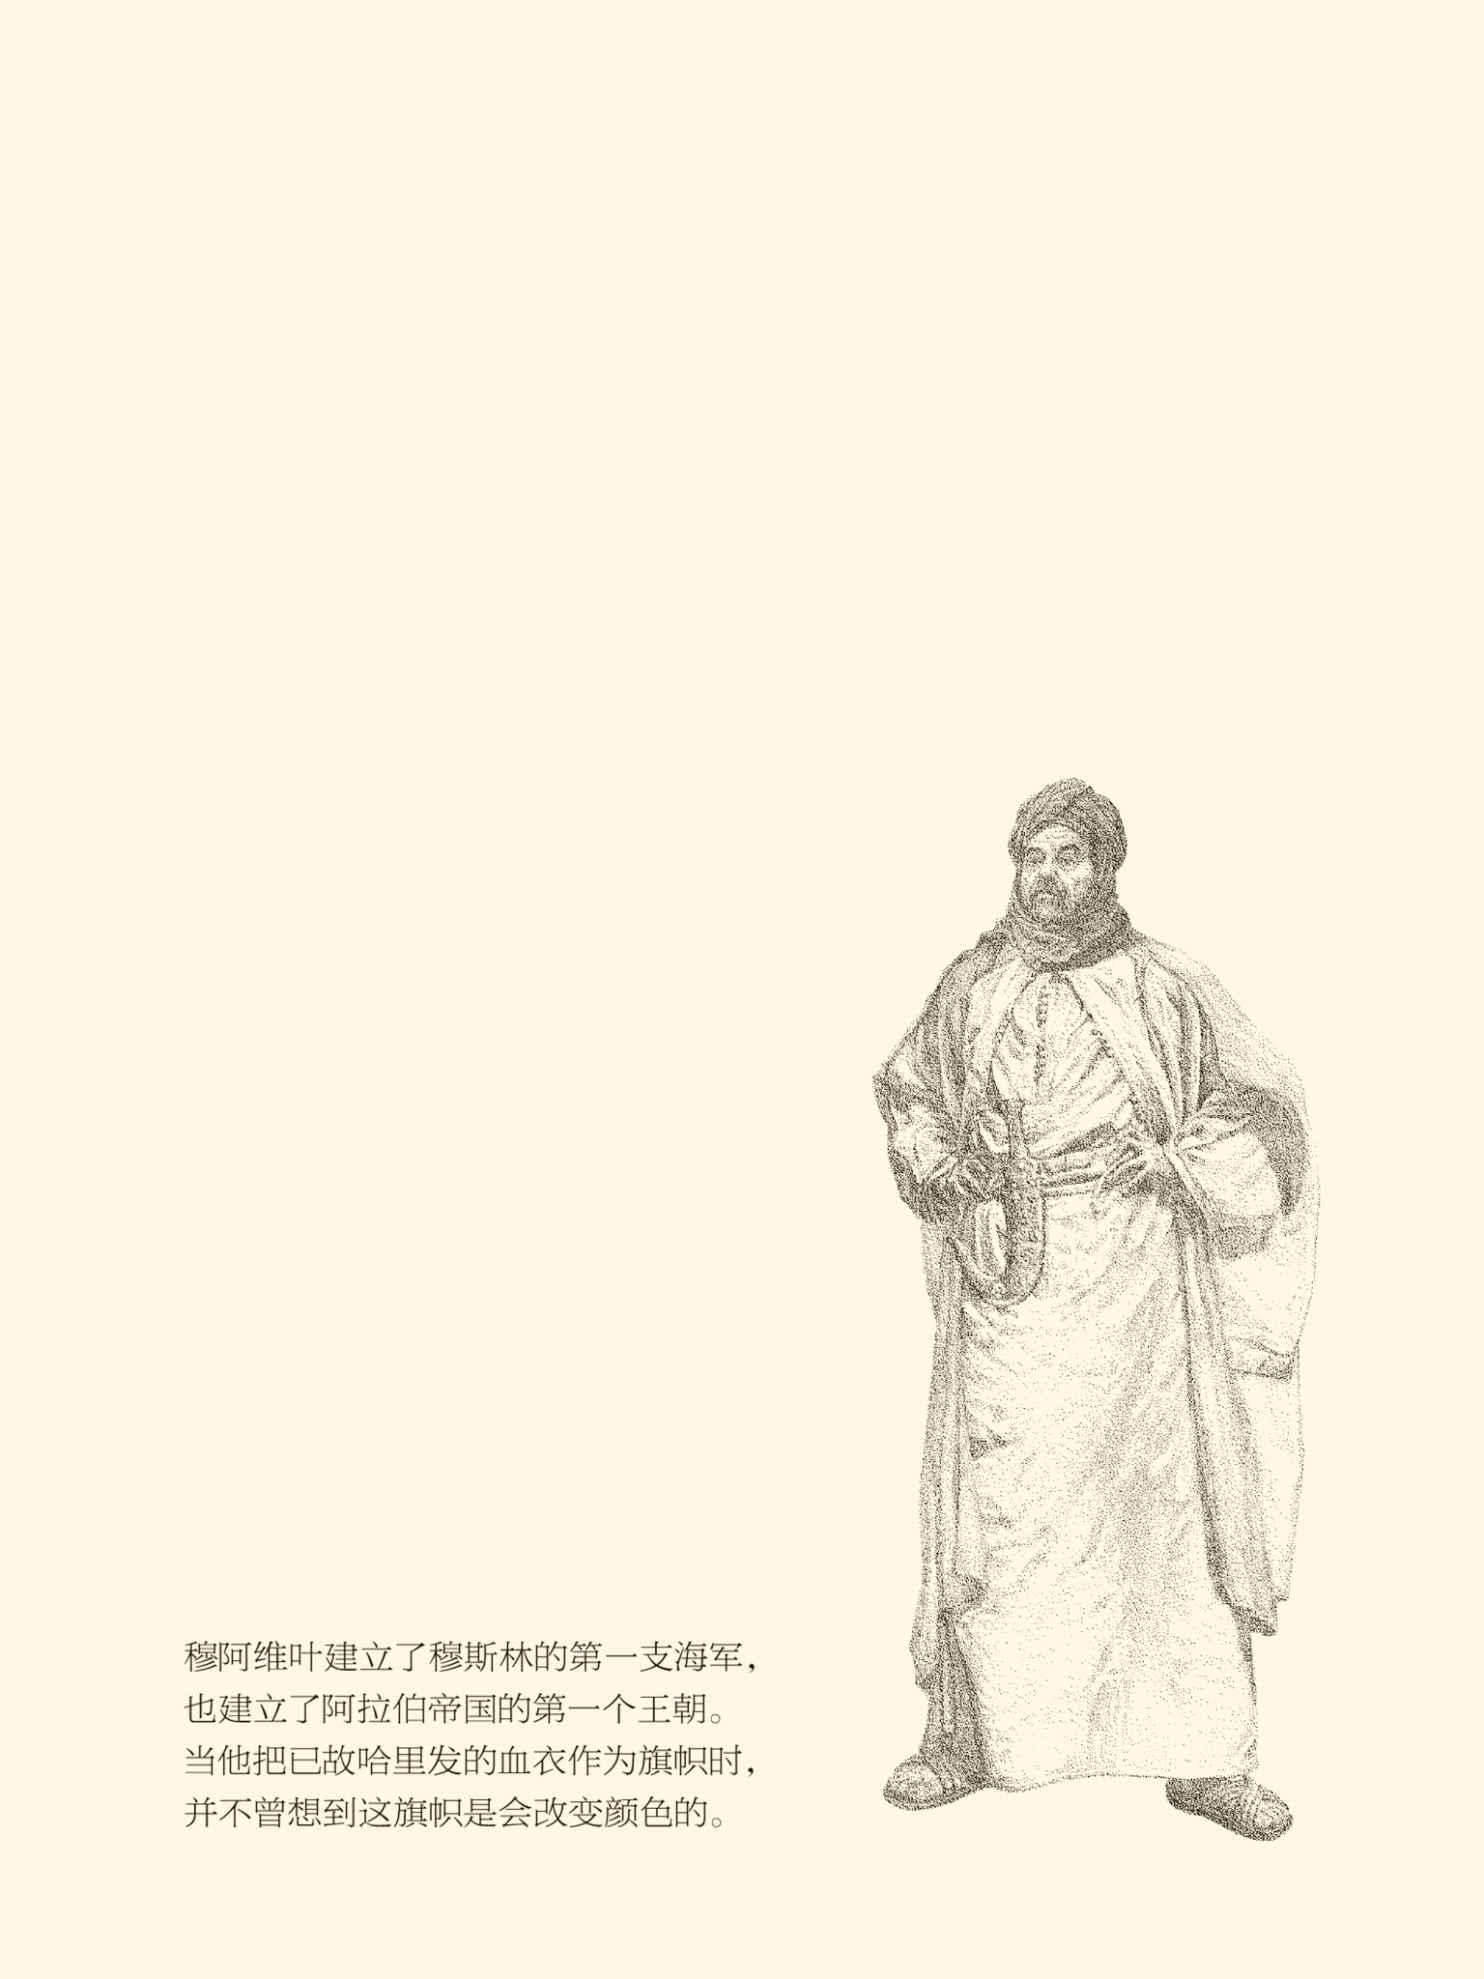 穆阿维叶建立了穆斯林的第一支海军，
也建立了阿拉伯帝国的第一个王朝。
当他把已故哈里发的血衣作为旗帜时，
并不曾想到这旗帜是会改变颜色的。